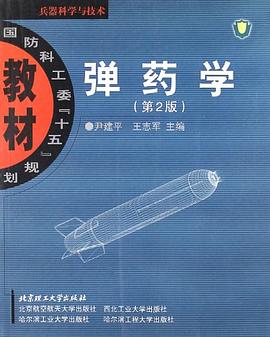 兵器科学与技术
国防科工委“十五”规划
教材
弹药学
(第2版)
◎尹建平 王志军 主编
北京理工大学出版社
北京航空航天大学出版社 西北工业大学出版社
哈尔滨工业大学出版社 哈尔滨工程大学出版社